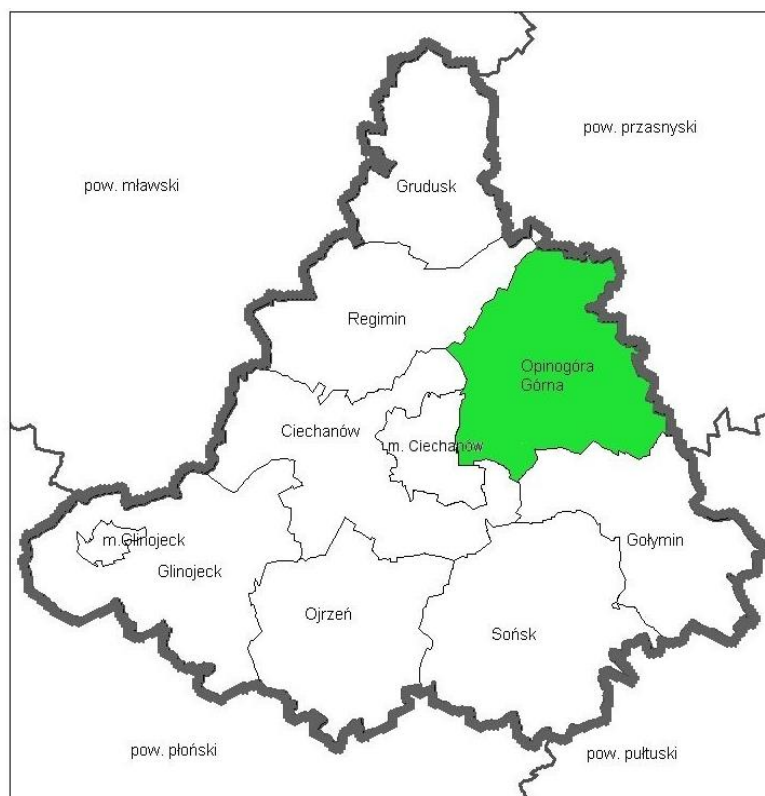 pow. przasnyski
pow. mławski
Grudusk
Regimin
Opinogóra
Górna
Ciechanów
m. Ciechanów
m.Glinojeck
Gołymin
Glinojeck
Ojrzeń
Sońsk
pow. płoński
pow. pułtuski